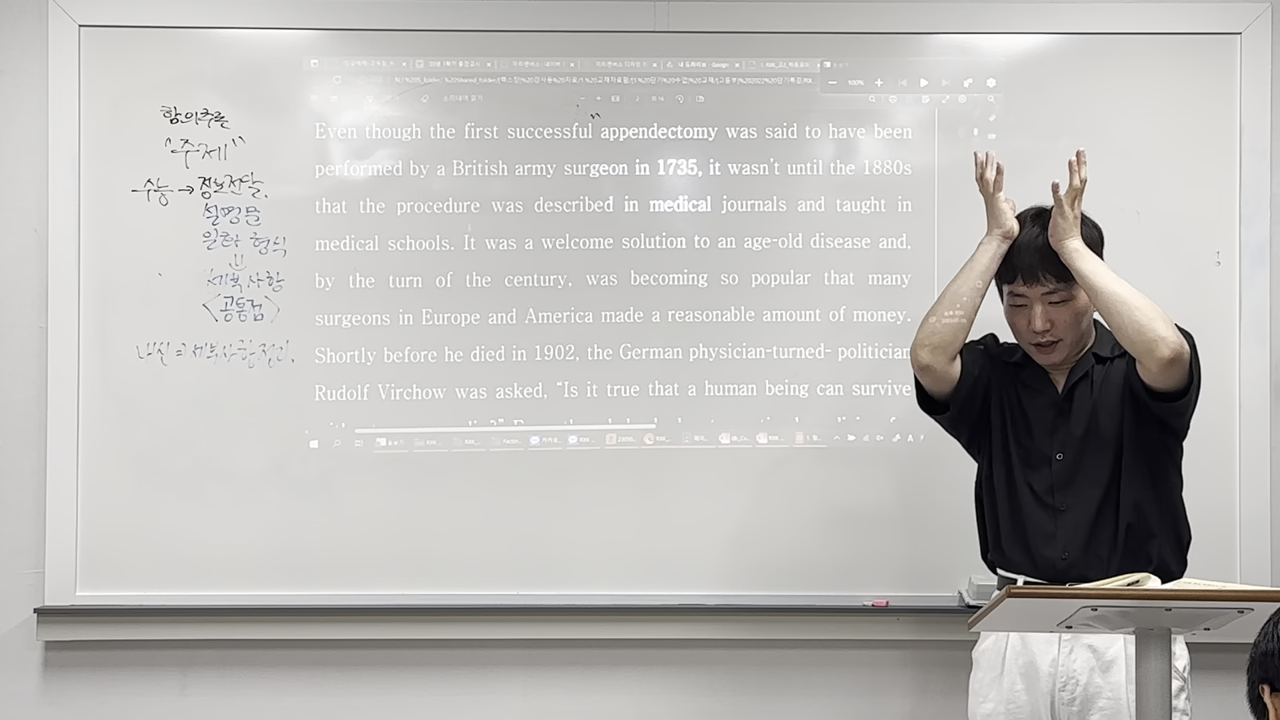 함의추론
"주제"
수능 → 정보전달.
설명문
일화 형식
↓
세부사항
<공통점>
내신 = 세부사항정리.
100%
Even though the first successful appendectomy was said to have been
performed by a British army surgeon in 1735, it wasn't until the 1880s
that the procedure was described in medical journals and taught in
medical schools. It was a welcome solution to an age-old disease and,
by the turn of the century, was becoming so popular that many
surgeons in Europe and America made a reasonable amount of money.
Shortly before he died in 1902, the German physician-turned- politician
Rudolf Virchow was asked, "Is it true that a human being can survive